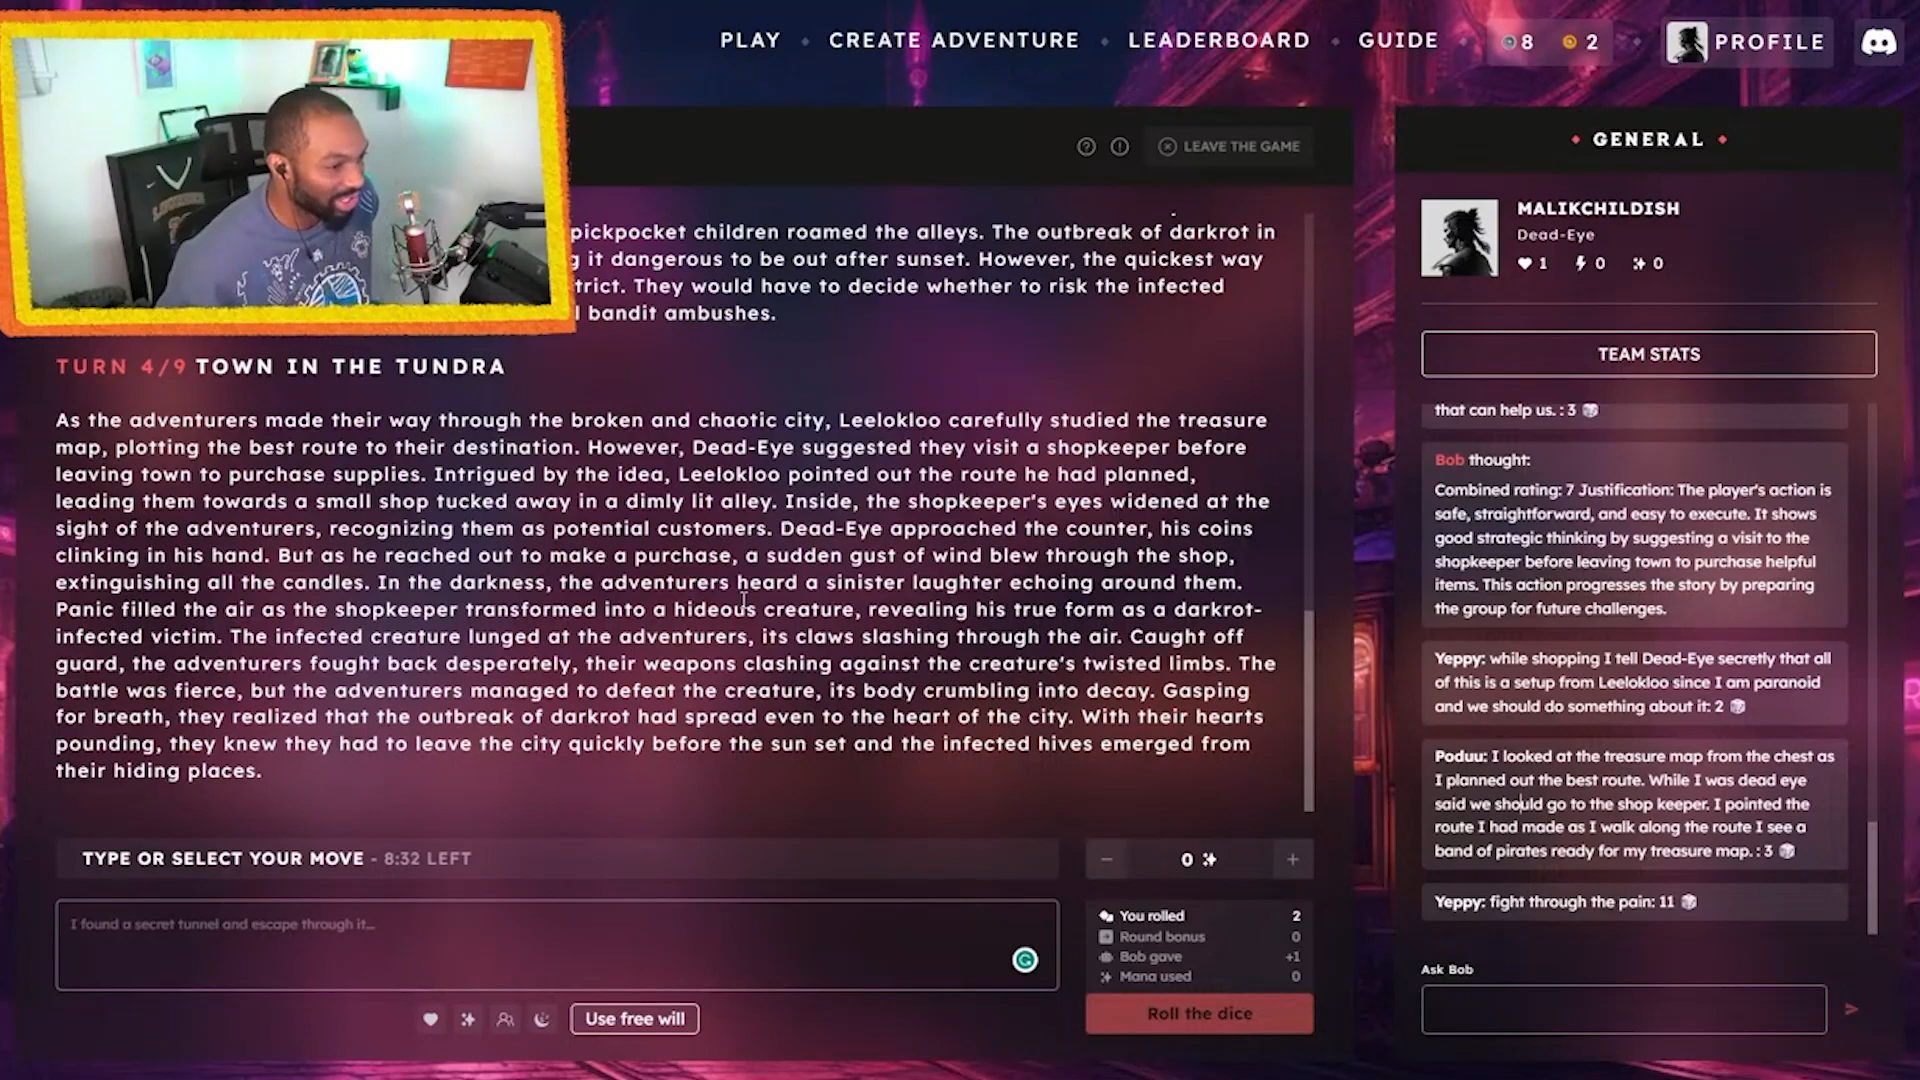 PLAY
CREATE ADVENTURE
LEADERBOARD
GUIDE
8
2
PROFILE
LEAVE THE GAME
pickpocket children roamed the alleys. The outbreak of darkrot in
it dangerous to be out after sunset. However, the quickest way
trict. They would have to decide whether to risk the infected
bandit ambushes.
TURN 4/9 TOWN IN THE TUNDRA
As the adventurers made their way through the broken and chaotic city, Leelokloo carefully studied the treasure
map, plotting the best route to their destination. However, Dead-Eye suggested they visit a shopkeeper before
leaving town to purchase supplies. Intrigued by the idea, Leelokloo pointed out the route he had planned,
leading them towards a small shop tucked away in a dimly lit alley. Inside, the shopkeeper's eyes widened at the
sight of the adventurers, recognizing them as potential customers. Dead-Eye approached the counter, his coins
clinking in his hand. But as he reached out to make a purchase, a sudden gust of wind blew through the shop,
extinguishing all the candles. In the darkness, the adventurers heard a sinister laughter echoing around them.
Panic filled the air as the shopkeeper transformed into a hideous creature, revealing his true form as a darkrot-
infected victim. The infected creature lunged at the adventurers, its claws slashing through the air. Caught off
guard, the adventurers fought back desperately, their weapons clashing against the creature's twisted limbs. The
battle was fierce, but the adventurers managed to defeat the creature, its body crumbling into decay. Gasping
for breath, they realized that the outbreak of darkrot had spread even to the heart of the city. With their hearts
pounding, they knew they had to leave the city quickly before the sun set and the infected hives emerged from
their hiding places.
TYPE OR SELECT YOUR MOVE - 8:32 LEFT
I found a secret tunnel and escape through it...
Use free will
− 0 +
You rolled 2
Round bonus 0
Bob gave +1
Mana used 0
Roll the dice
GENERAL
MALIKCHILDISH
Dead-Eye
1 0 0
TEAM STATS
that can help us. : 3
Bob thought:
Combined rating: 7 Justification: The player's action is
safe, straightforward, and easy to execute. It shows
good strategic thinking by suggesting a visit to the
shopkeeper before leaving town to purchase helpful
items. This action progresses the story by preparing
the group for future challenges.
Yeppy: while shopping I tell Dead-Eye secretly that all
of this is a setup from Leelokloo since I am paranoid
and we should do something about it: 2
Poduu: I looked at the treasure map from the chest as
I planned out the best route. While I was dead eye
said we should go to the shop keeper. I pointed the
route I had made as I walk along the route I see a
band of pirates ready for my treasure map. : 3
Yeppy: fight through the pain: 11
Ask Bob